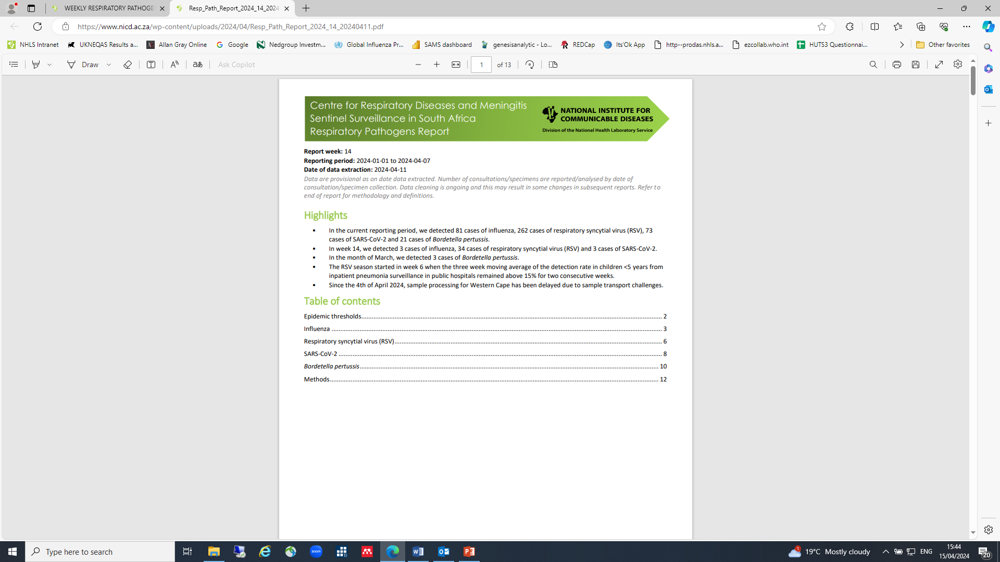 WEEKLY RESPIRATORY PATHOGE
Resp_Path_Report_2024_14_2024
https://www.nicd.ac.za/wp-content/uploads/2024/04/Resp_Path_Report_2024_14_20240411.pdf
NHLS Intranet
UKNEQAS Results a...
Allan Gray Online
Google
Nedgroup Investm...
Global Influenza Pr...
SAMS dashboard
genesisanalytic - Lo...
REDCap
Its'Ok App
http--prodas.nhls.a...
ezcollab.who.int
HUTS3 Questionnai...
Other favorites
Draw
Ask Copilot
1 of 13
Centre for Respiratory Diseases and Meningitis
Sentinel Surveillance in South Africa
Respiratory Pathogens Report
NATIONAL INSTITUTE FOR
COMMUNICABLE DISEASES
Division of the National Health Laboratory Service
Report week: 14
Reporting period: 2024-01-01 to 2024-04-07
Date of data extraction: 2024-04-11
Data are provisional as on date data extracted. Number of consultations/specimens are reported/analysed by date of
consultation/specimen collection. Data cleaning is ongoing and this may result in some changes in subsequent reports. Refer to
end of report for methodology and definitions.
Highlights
• In the current reporting period, we detected 81 cases of influenza, 262 cases of respiratory syncytial virus (RSV), 73
cases of SARS-CoV-2 and 21 cases of Bordetella pertussis.
• In week 14, we detected 3 cases of influenza, 34 cases of respiratory syncytial virus (RSV) and 3 cases of SARS-CoV-2.
• In the month of March, we detected 3 cases of Bordetella pertussis.
• The RSV season started in week 6 when the three week moving average of the detection rate in children <5 years from
inpatient pneumonia surveillance in public hospitals remained above 15% for two consecutive weeks.
• Since the 4th of April 2024, sample processing for Western Cape has been delayed due to sample transport challenges.
Table of contents
Epidemic thresholds 2
Influenza 3
Respiratory syncytial virus (RSV) 6
SARS-CoV-2 8
Bordetella pertussis 10
Methods 12
Type here to search
zoom
18
1
19°C Mostly cloudy
ENG
15:44
15/04/2024
20